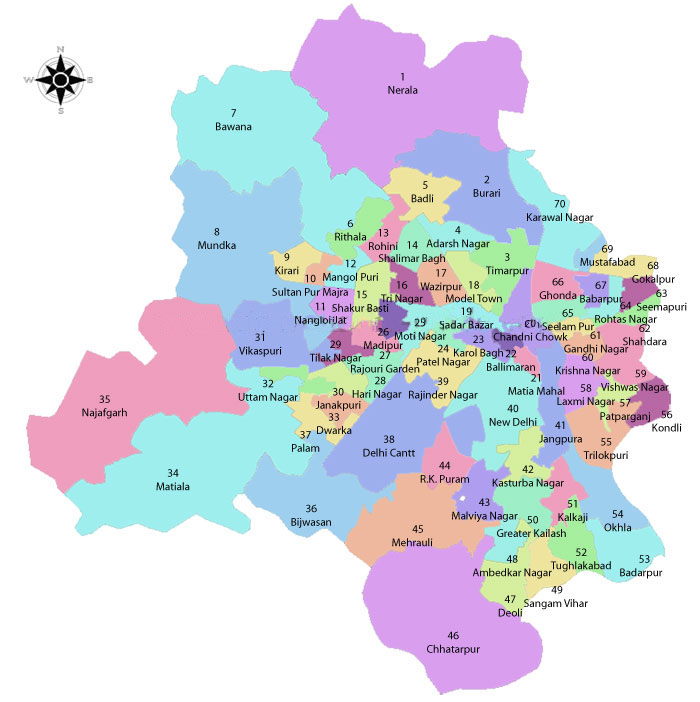 N
W
E
S
1
Nerala
7
Bawana
2
Burari
5
Badli
70
Karawal Nagar
6
Rithala
13
Rohini
4
Adarsh Nagar
8
Mundka
14
Shalimar Bagh
3
Timarpur
69
Mustafabad
9
Kirari
12
Mangol Puri
68
Gokalpur
10
Sultan Pur Majra
17
Wazirpur
66
Ghonda
67
Babarpur
16
Tri Nagar
18
Model Town
63
Seemapuri
15
Shakur Basti
11
Nangloi Jat
64
Rohtas Nagar
65
Seelam Pur
19
Sadar Bazar
20
Chandni Chowk
25
Moti Nagar
62
Shahdara
31
Vikaspuri
26
Madipur
61
Gandhi Nagar
29
Tilak Nagar
23
Karol Bagh
24
Patel Nagar
22
Ballimaran
60
Krishna Nagar
27
Rajouri Garden
59
Vishwas Nagar
35
Najafgarh
32
Uttam Nagar
28
Hari Nagar
39
Rajinder Nagar
21
Matia Mahal
58
Laxmi Nagar
30
Janakpuri
57
Patparganj
56
Kondli
33
Dwarka
40
New Delhi
37
Palam
38
Delhi Cantt
41
Jangpura
55
Trilokpuri
34
Matiala
44
R.K. Puram
42
Kasturba Nagar
36
Bijwasan
43
Malviya Nagar
51
Kalkaji
54
Okhla
45
Mehrauli
50
Greater Kailash
52
Tughlakabad
53
Badarpur
48
Ambedkar Nagar
49
Sangam Vihar
47
Deoli
46
Chhatarpur